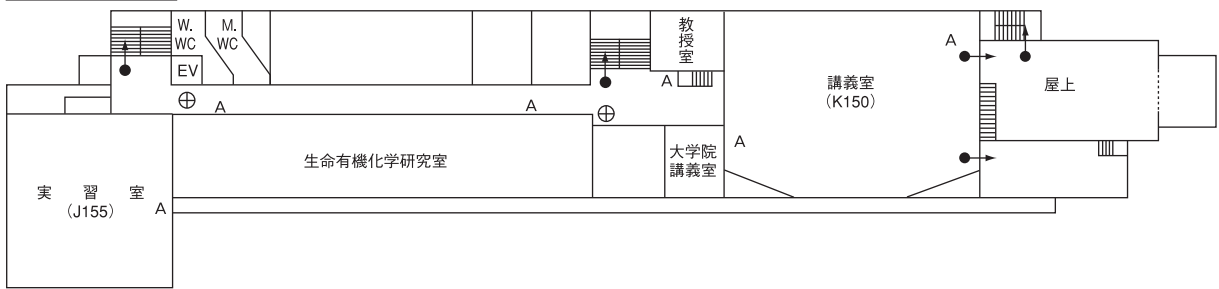 W.
WC
M.
WC
EV
教
授
室
A
A
A
A
講義室
(K150)
A
屋上
生命有機化学研究室
大学院
講義室
実 習 室
(J155)
A